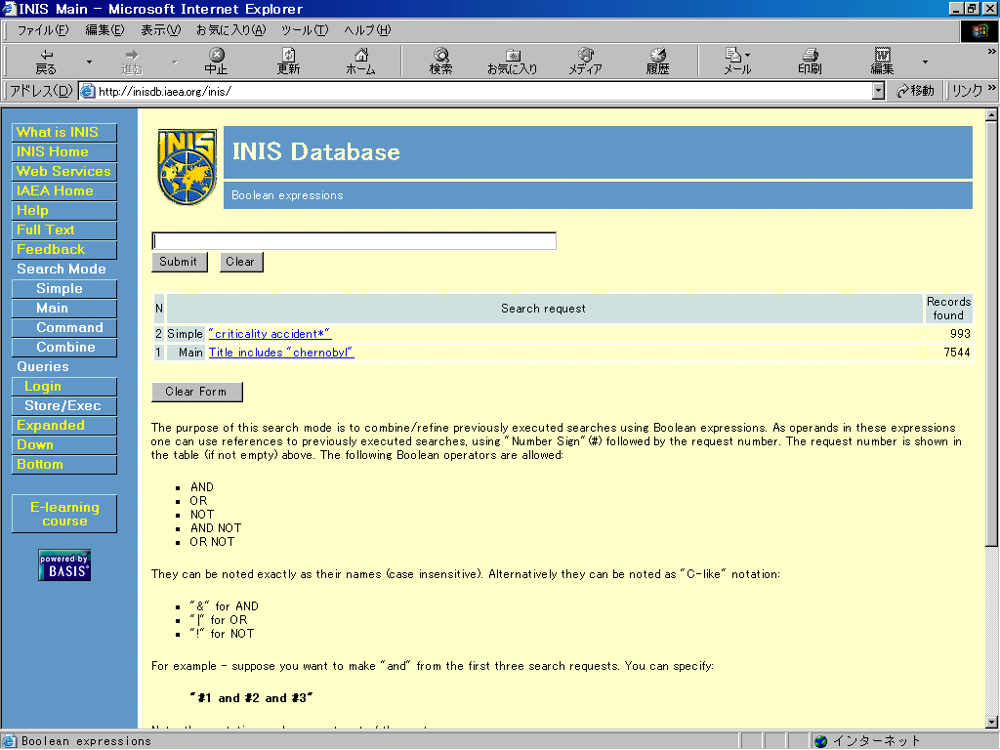 INIS Main - Microsoft Internet Explorer
ファイル(F) 編集(E) 表示(V) お気に入り(A) ツール(T) ヘルプ(H)
戻る 進む 中止 更新 ホーム 検索 お気に入り メディア 履歴 メール 印刷 編集
アドレス(D) http://inisdb.iaea.org/inis/ 移動 リンク
What is INIS
INIS Home
Web Services
IAEA Home
Help
Full Text
Feedback
Search Mode
Simple
Main
Command
Combine
Queries
Login
Store/Exec
Expanded
Down
Bottom
E-learning
course
powered by
BASIS
INIS
INIS Database
Boolean expressions
Submit Clear
N Search request Records found
2 Simple "criticality accident*" 993
1 Main Title includes "chernobyl" 7544
Clear Form
The purpose of this search mode is to combine/refine previously executed searches using Boolean expressions. As operands in these expressions
one can use references to previously executed searches, using "Number Sign"(#) followed by the request number. The request number is shown in
the table (if not empty) above. The following Boolean operators are allowed:
▪ AND
▪ OR
▪ NOT
▪ AND NOT
▪ OR NOT
They can be noted exactly as their names (case insensitive). Alternatively they can be noted as "C-like" notation:
▪ "&" for AND
▪ "|" for OR
▪ "!" for NOT
For example - suppose you want to make "and" from the first three search requests. You can specify:
"#1 and #2 and #3"
Boolean expressions インターネット